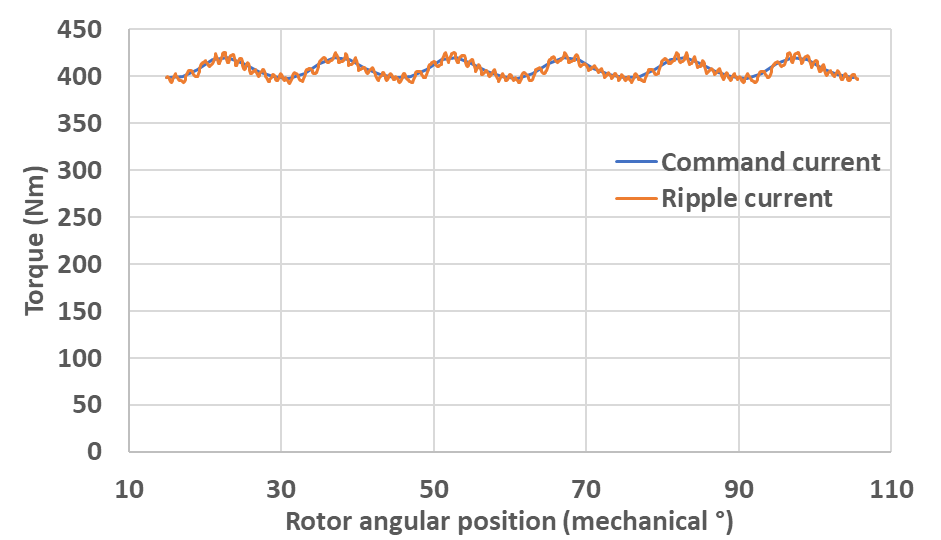 450
400
350
300
250
200
150
100
50
0
Torque (Nm)
Command current
Ripple current
10 30 50 70 90 110
Rotor angular position (mechanical °)